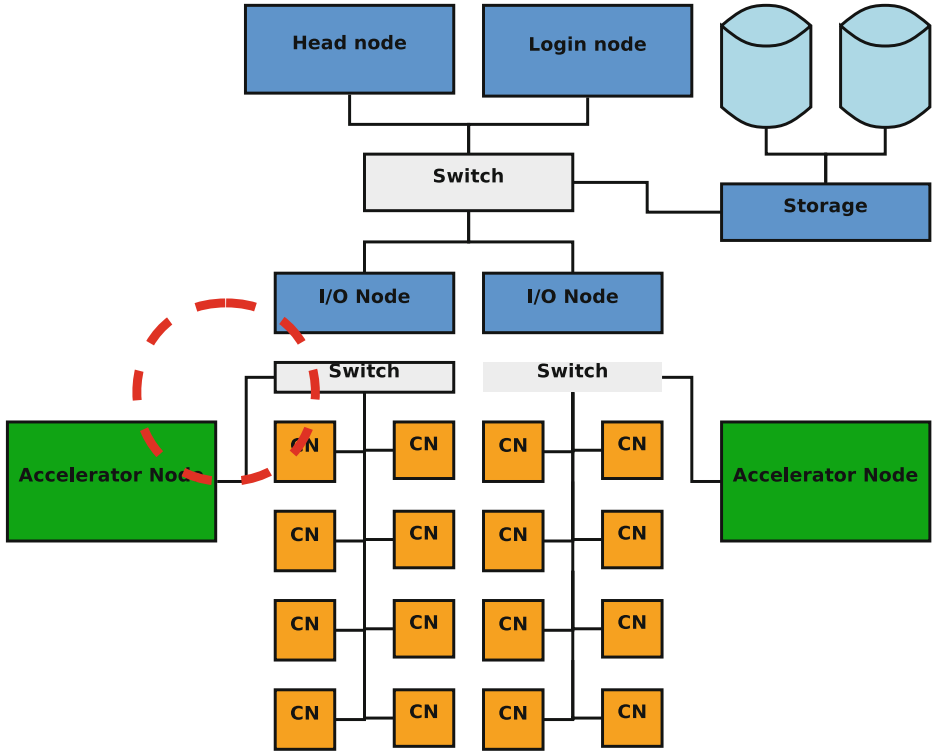 Head node
Login node
Switch
Storage
I/O Node
I/O Node
Switch
Switch
Accelerator Node
CN
CN
CN
CN
Accelerator Node
CN
CN
CN
CN
CN
CN
CN
CN
CN
CN
CN
CN